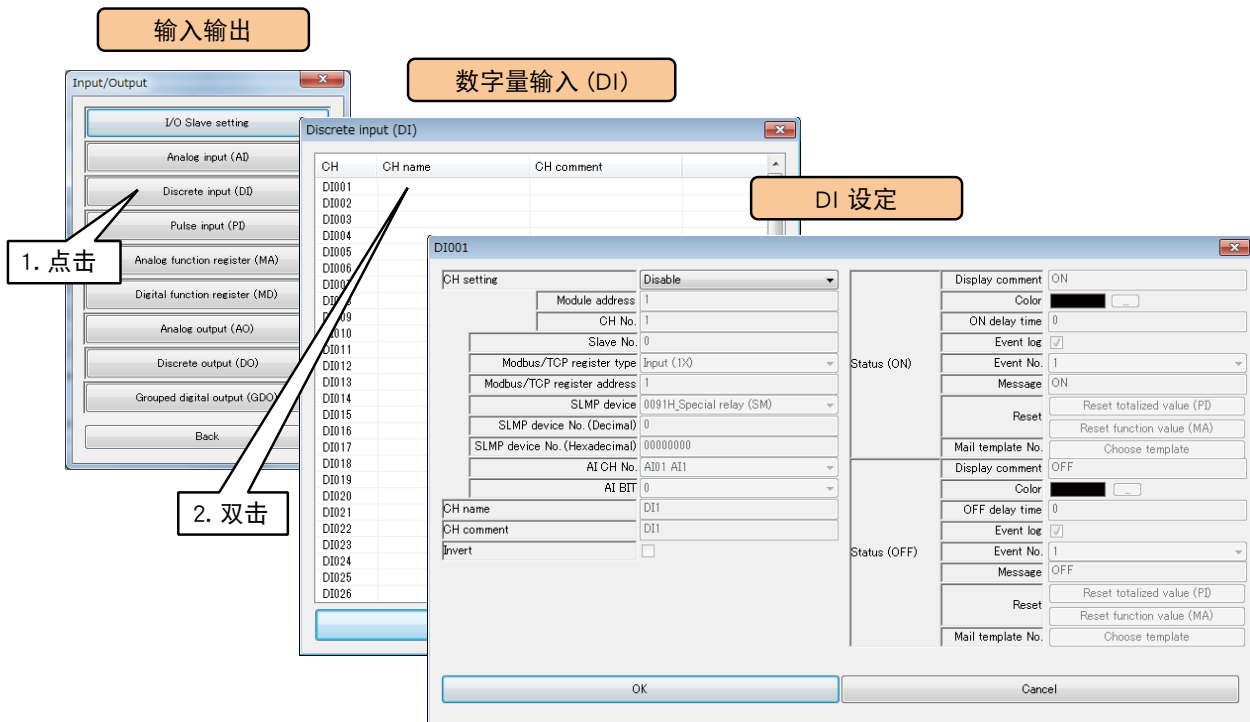 输入输出
Input/Output
I/O Slave setting
Analog input (AI)
Discrete input (DI)
Pulse input (PI)
Analog function register (MA)
Digital function register (MD)
Analog output (AO)
Discrete output (DO)
Grouped digital output (GDO)
Back
1. 点击
数字量输入 (DI)
Discrete input (DI)
CH CH name CH comment
DI001
DI002
DI003
DI004
DI005
DI006
DI007
DI010
DI011
DI012
DI013
DI014
DI015
DI016
DI017
DI018
DI019
DI020
DI021
DI022
DI023
DI024
DI025
DI026
2. 双击
DI 设定
DI001
CH setting Disable
Module address 1
CH No. 1
Slave No. 0
Modbus/TCP register type Input (1X)
Modbus/TCP register address 1
SLMP device 0091H_Special relay (SM)
SLMP device No. (Decimal) 0
SLMP device No. (Hexadecimal) 00000000
AI CH No. AI01 AI1
AI BIT 0
CH name DI1
CH comment DI1
Invert
Status (ON)
Display comment ON
Color ...
ON delay time 0
Event log
Event No. 1
Message ON
Reset Reset totalized value (PI)
Reset function value (MA)
Mail template No. Choose template
Status (OFF)
Display comment OFF
Color ...
OFF delay time 0
Event log
Event No. 1
Message OFF
Reset Reset totalized value (PI)
Reset function value (MA)
Mail template No. Choose template
OK Cancel